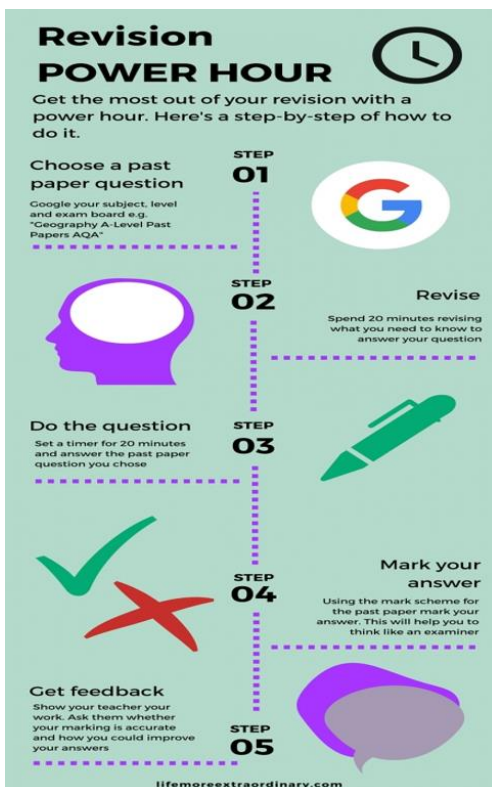 Revision
POWER HOUR
Get the most out of your revision with a
power hour. Here's a step-by-step of how to
do it.
STEP
01
Choose a past
paper question
Google your subject, level
and exam board e.g.
"Geography A-Level Past
Papers AQA"
STEP
02
Revise
Spend 20 minutes revising
what you need to know to
answer your question
STEP
03
Do the question
Set a timer for 20 minutes
and answer the past paper
question you chose
STEP
04
Mark your
answer
Using the mark scheme for
the past paper mark your
answer. This will help you to
think like an examiner
STEP
05
Get feedback
Show your teacher your
work. Ask them whether
your marking is accurate
and how you could improve
your answers
lifemoreextraordinary.com